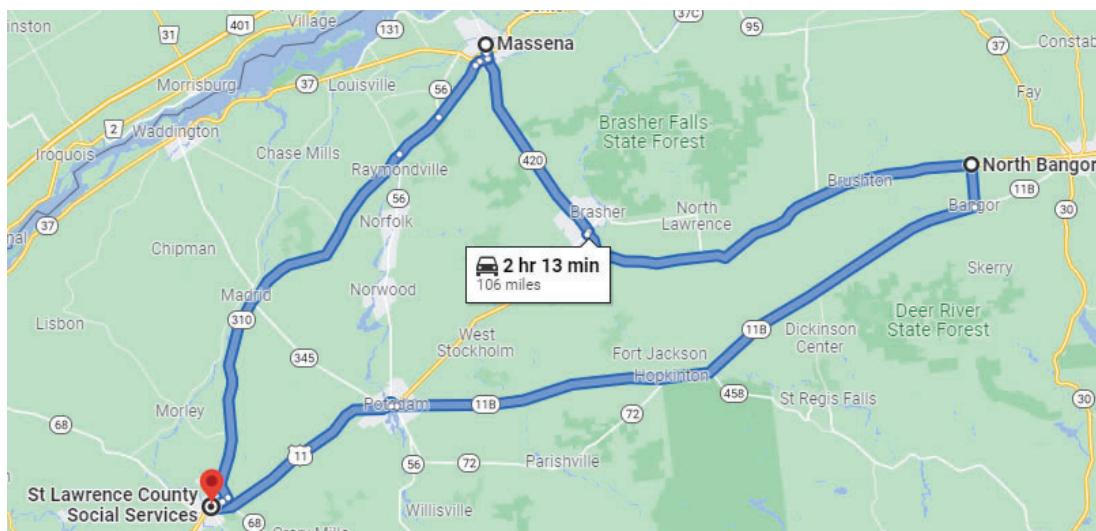 inston
31
401
Village
131
Center
37C
95
37
Constab
Massena
Morrisburg
37
Louisville
56
Fay
2
Waddington
Iroquois
Chase Mills
Raymondville
420
Brasher Falls
State Forest
North Bangor
Brushton
11B
Bangor
30
37
nal
56
Norfolk
Brasher
North
Lawrence
Chipman
2 hr 13 min
106 miles
Skerry
Madrid
Norwood
Deer River
State Forest
Lisbon
310
West
Stockholm
11B
Dickinson
Center
345
Fort Jackson
Hopkinton
458
St Regis Falls
Morley
Potsdam
11B
72
30
68
11
56
72
Parishville
St Lawrence County
Social Services
68
Crary Mills
Willisville